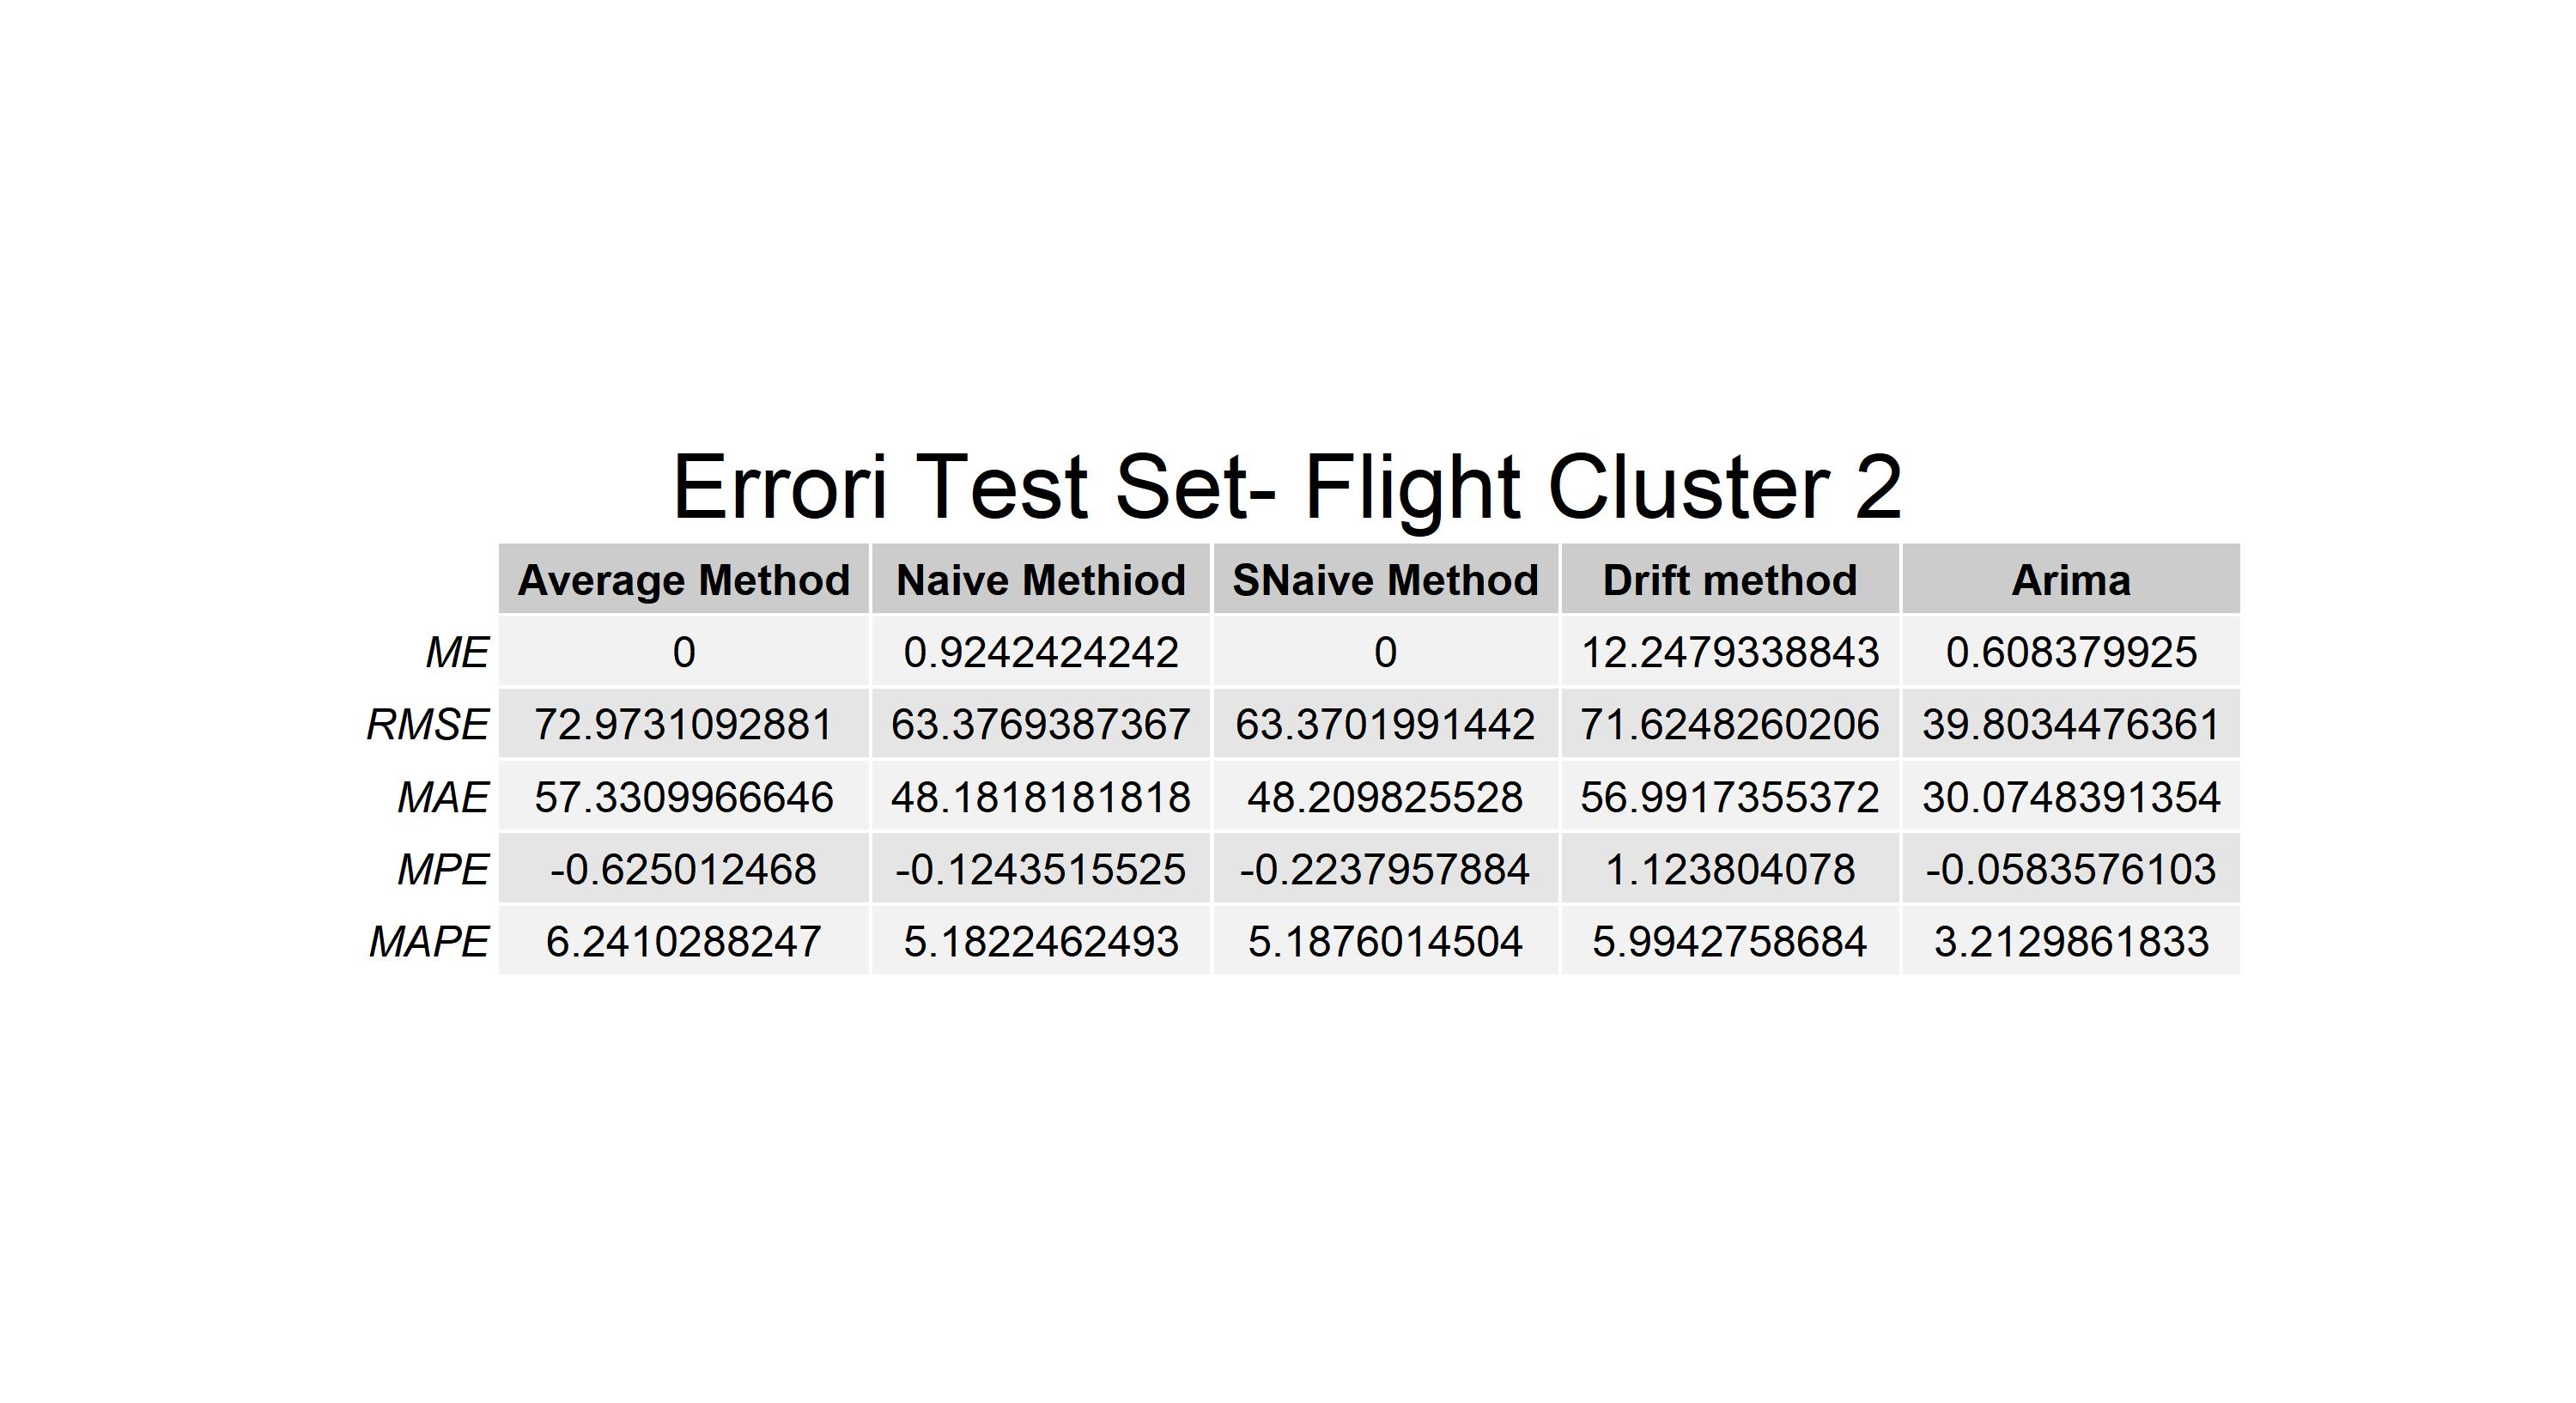 Errori Test Set- Flight Cluster 2
Average Method Naive Methiod SNaive Method Drift method Arima
ME 0 0.9242424242 0 12.2479338843 0.608379925
RMSE 72.9731092881 63.3769387367 63.3701991442 71.6248260206 39.8034476361
MAE 57.3309966646 48.1818181818 48.209825528 56.9917355372 30.0748391354
MPE -0.625012468 -0.1243515525 -0.2237957884 1.123804078 -0.0583576103
MAPE 6.2410288247 5.1822462493 5.1876014504 5.9942758684 3.2129861833